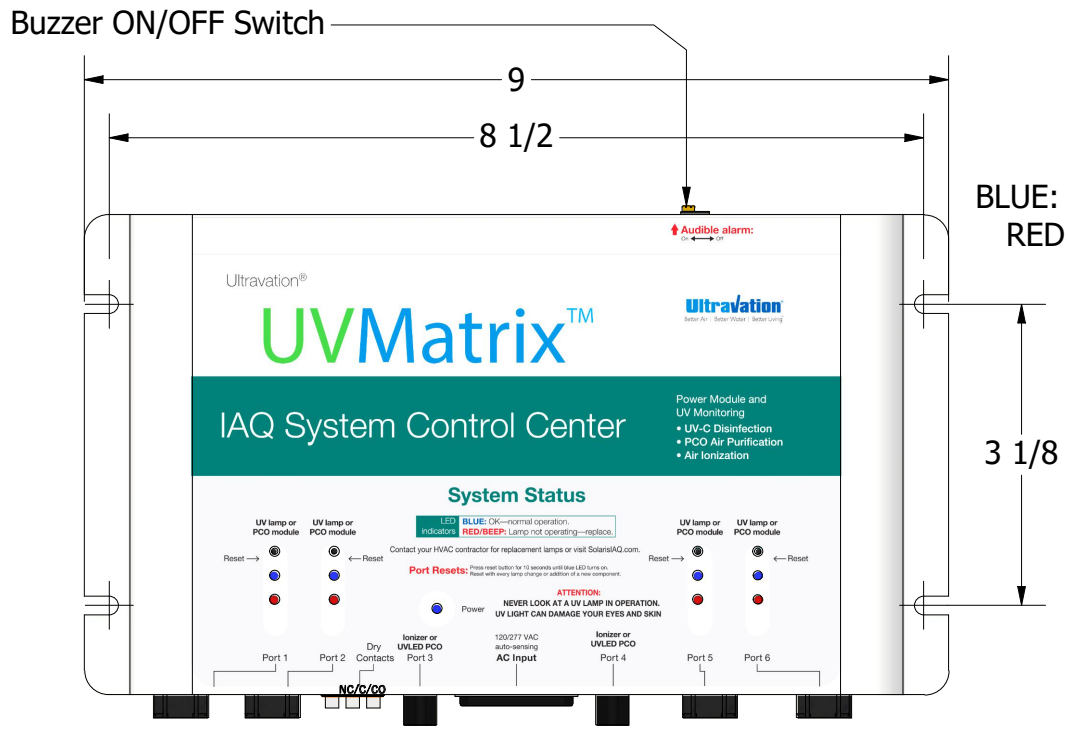 Buzzer ON/OFF Switch
9
8 1/2
BLUE:
RED
Audible alarm:
On Off
Ultravation®
UVMatrix™
Ultravation®
Better Air | Better Water | Better Living
IAQ System Control Center
Power Module and
UV Monitoring
• UV-C Disinfection
• PCO Air Purification
• Air Ionization
3 1/8
System Status
LED
indicators
BLUE: OK—normal operation.
RED/BEEP: Lamp not operating—replace.
UV lamp or
PCO module
UV lamp or
PCO module
UV lamp or
PCO module
UV lamp or
PCO module
Reset
Reset
Reset
Reset
Contact your HVAC contractor for replacement lamps or visit SolarisIAQ.com.
Port Resets:
Press reset button for 10 seconds until blue LED turns on.
Reset with every lamp change or addition of a new component.
Power
ATTENTION:
NEVER LOOK AT A UV LAMP IN OPERATION.
UV LIGHT CAN DAMAGE YOUR EYES AND SKIN
Port 1
Port 2
Dry
Contacts
Ionizer or
UVLED PCO
Port 3
120/277 VAC
auto-sensing
AC Input
Ionizer or
UVLED PCO
Port 4
Port 5
Port 6
NC/C/CO